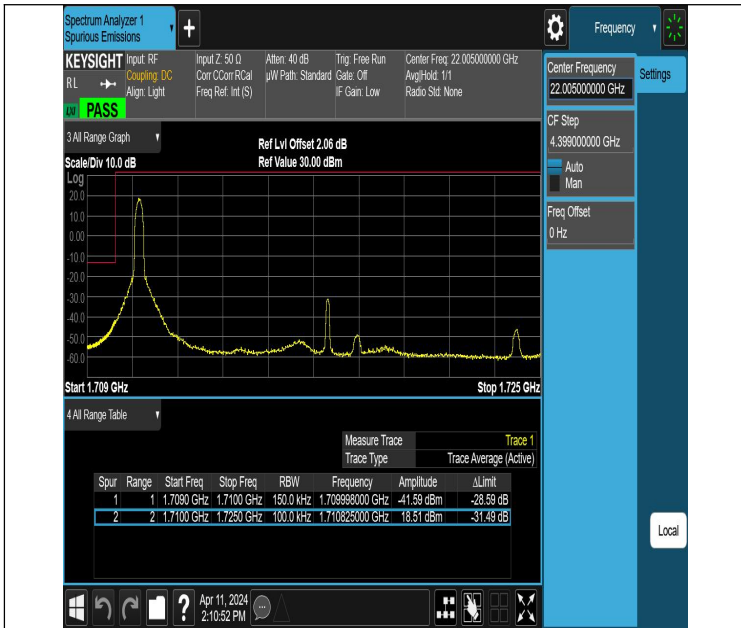 Spectrum Analyzer 1
Spurious Emissions
Frequency
KEYSIGHT
RL
Input: RF
Coupling: DC
Align: Light
Input Z: 50 Ω
Corr CCorr RCal
Freq Ref: Int (S)
Atten: 40 dB
µW Path: Standard
Trig: Free Run
Gate: Off
IF Gain: Low
Center Freq: 22.005000000 GHz
Avg|Hold: 1/1
Radio Std: None
PASS
Center Frequency
22.005000000 GHz
Settings
CF Step
4.399000000 GHz
Auto
Man
Freq Offset
0 Hz
3 All Range Graph
Ref Lvl Offset 2.06 dB
Scale/Div 10.0 dB
Ref Value 30.00 dBm
Log
20.0
10.0
0.00
-10.0
-20.0
-30.0
-40.0
-50.0
-60.0
Start 1.709 GHz
Stop 1.725 GHz
4 All Range Table
Measure Trace Trace 1
Trace Type Trace Average (Active)
Spur Range Start Freq Stop Freq RBW Frequency Amplitude ΔLimit
1 1 1.7090 GHz 1.7100 GHz 150.0 kHz 1.709998000 GHz -41.59 dBm -28.59 dB
2 2 1.7100 GHz 1.7250 GHz 100.0 kHz 1.710825000 GHz 18.51 dBm -31.49 dB
Local
Apr 11, 2024
2:10:52 PM